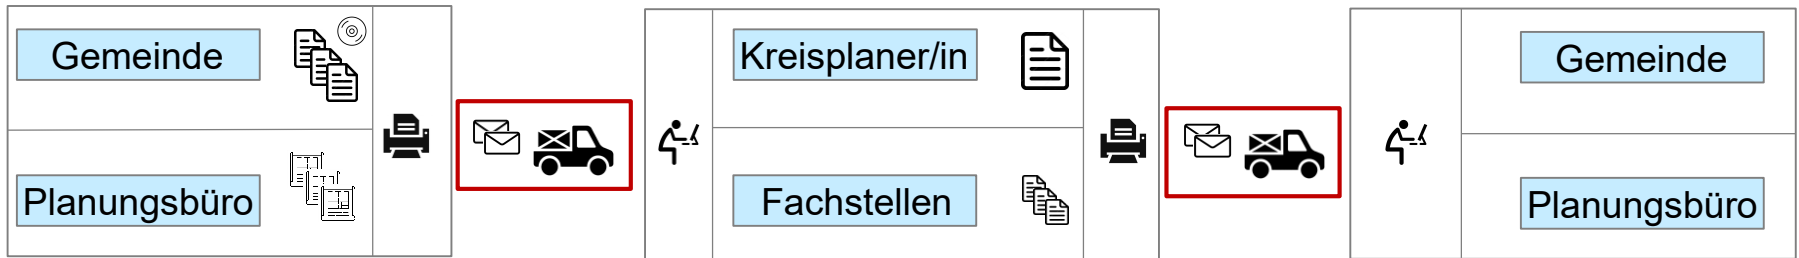 Gemeinde
Planungsbüro
Kreisplaner/in
Fachstellen
Gemeinde
Planungsbüro